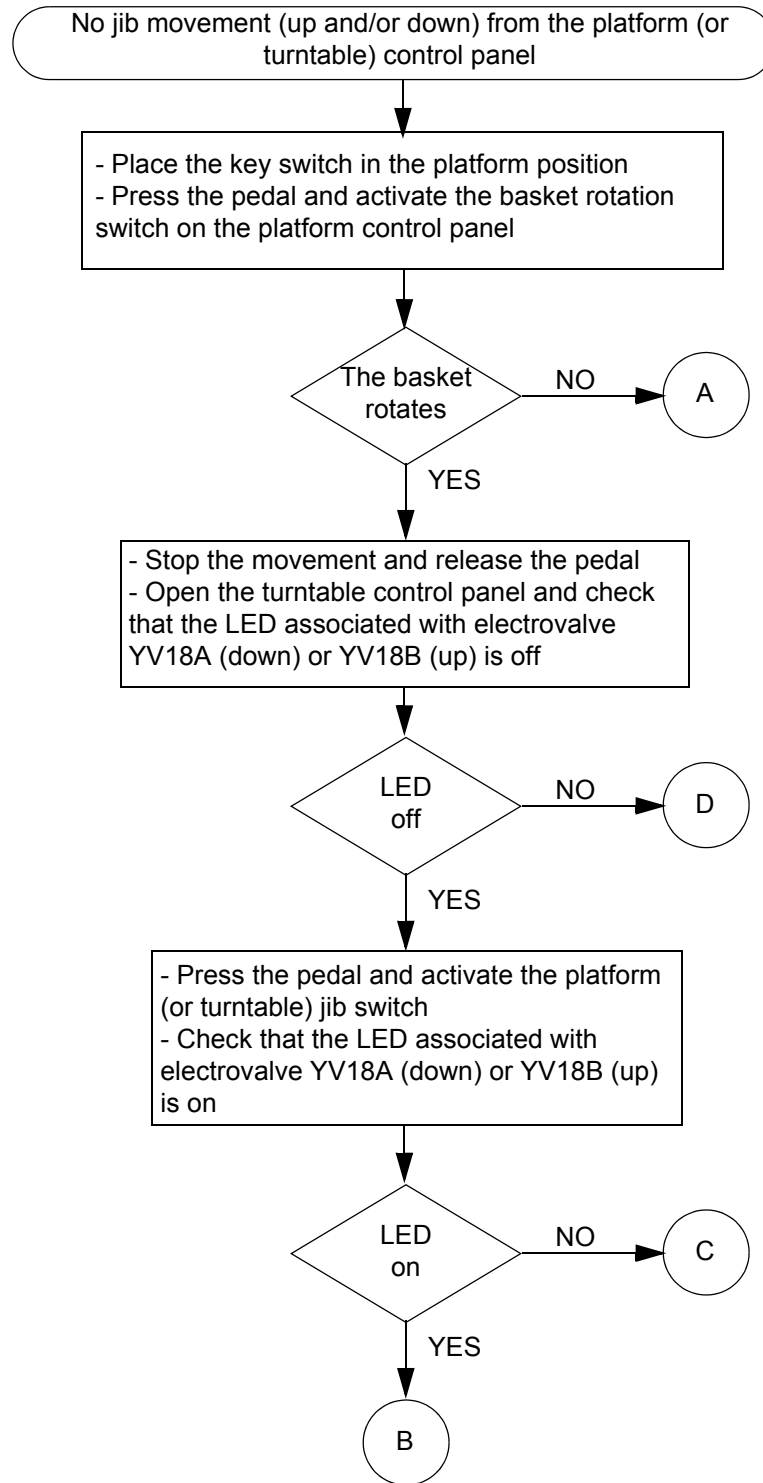 No jib movement (up and/or down) from the platform (or
turntable) control panel
- Place the key switch in the platform position
- Press the pedal and activate the basket rotation
switch on the platform control panel
The basket
rotates
NO
A
YES
- Stop the movement and release the pedal
- Open the turntable control panel and check
that the LED associated with electrovalve
YV18A (down) or YV18B (up) is off
LED
off
NO
D
YES
- Press the pedal and activate the platform
(or turntable) jib switch
- Check that the LED associated with
electrovalve YV18A (down) or YV18B (up)
is on
LED
on
NO
C
YES
B